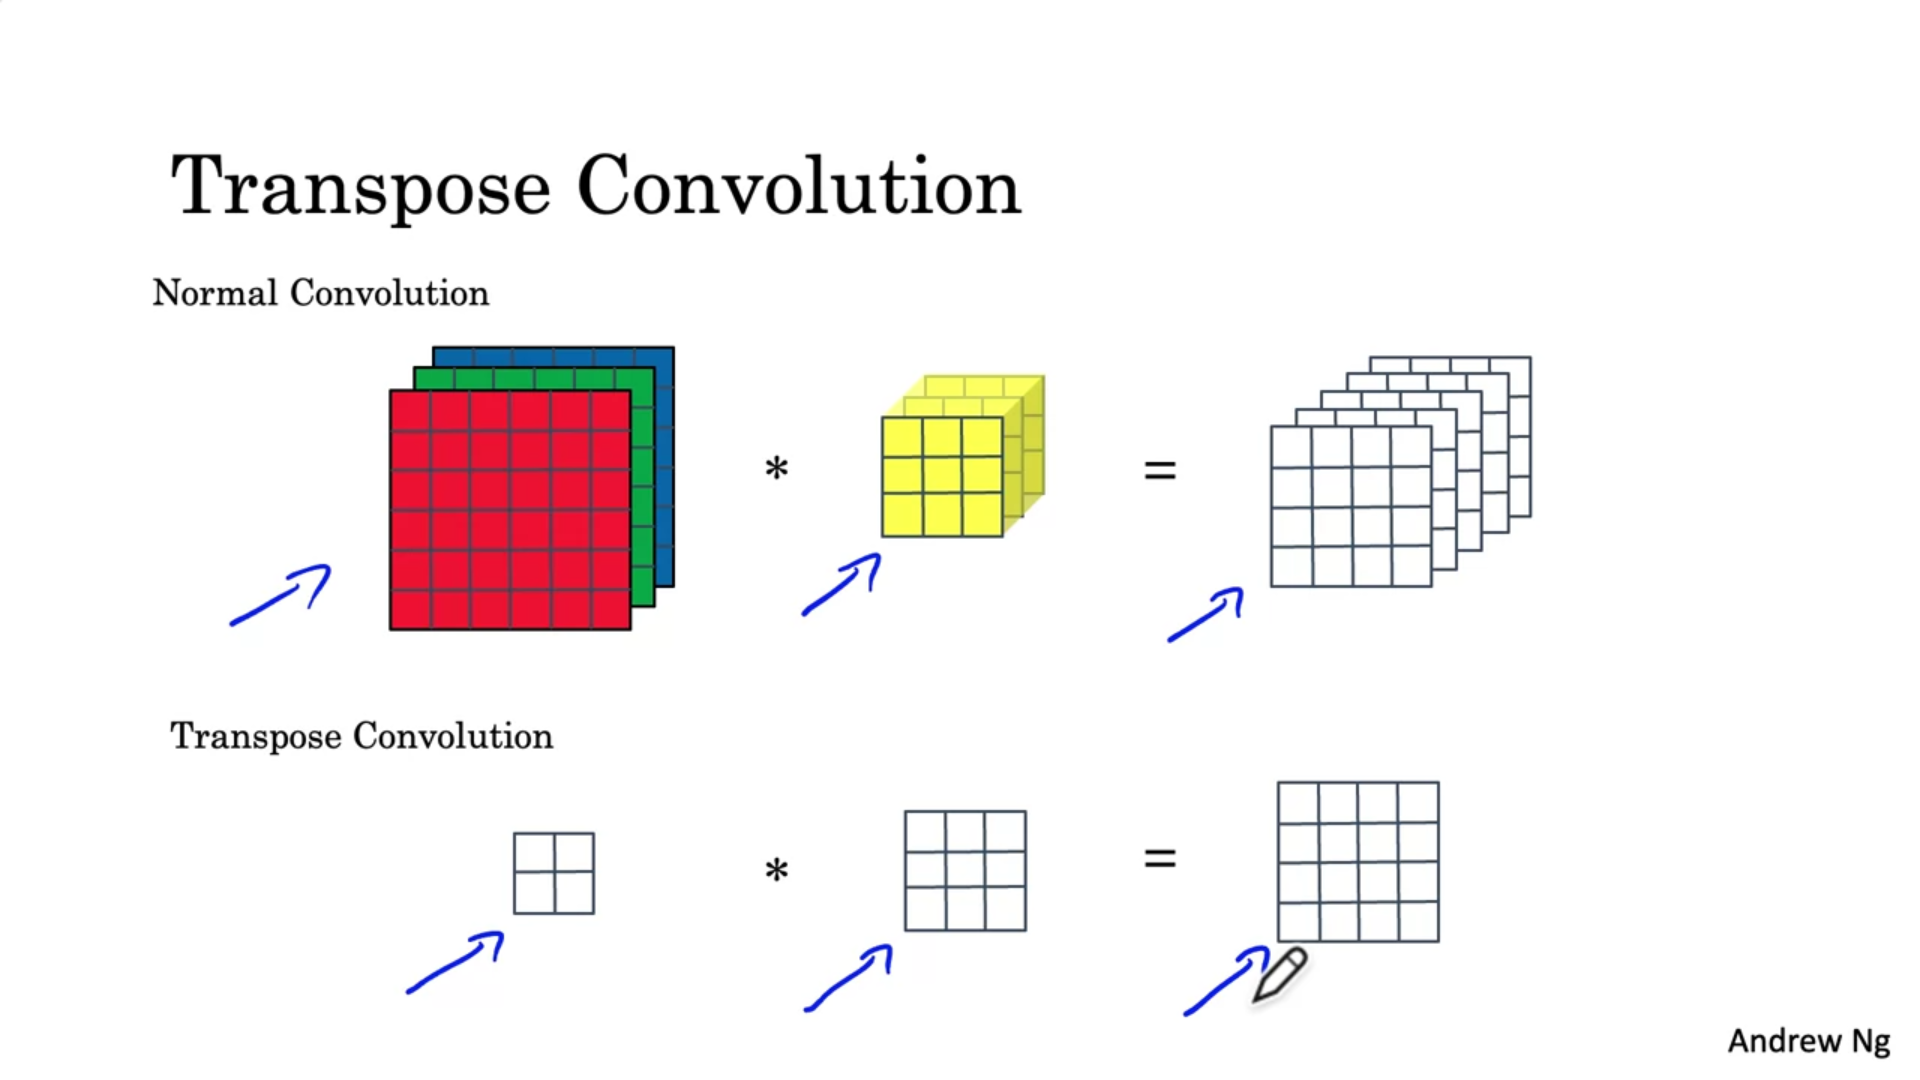 Transpose Convolution
Normal Convolution
* =
Transpose Convolution
* =
Andrew Ng